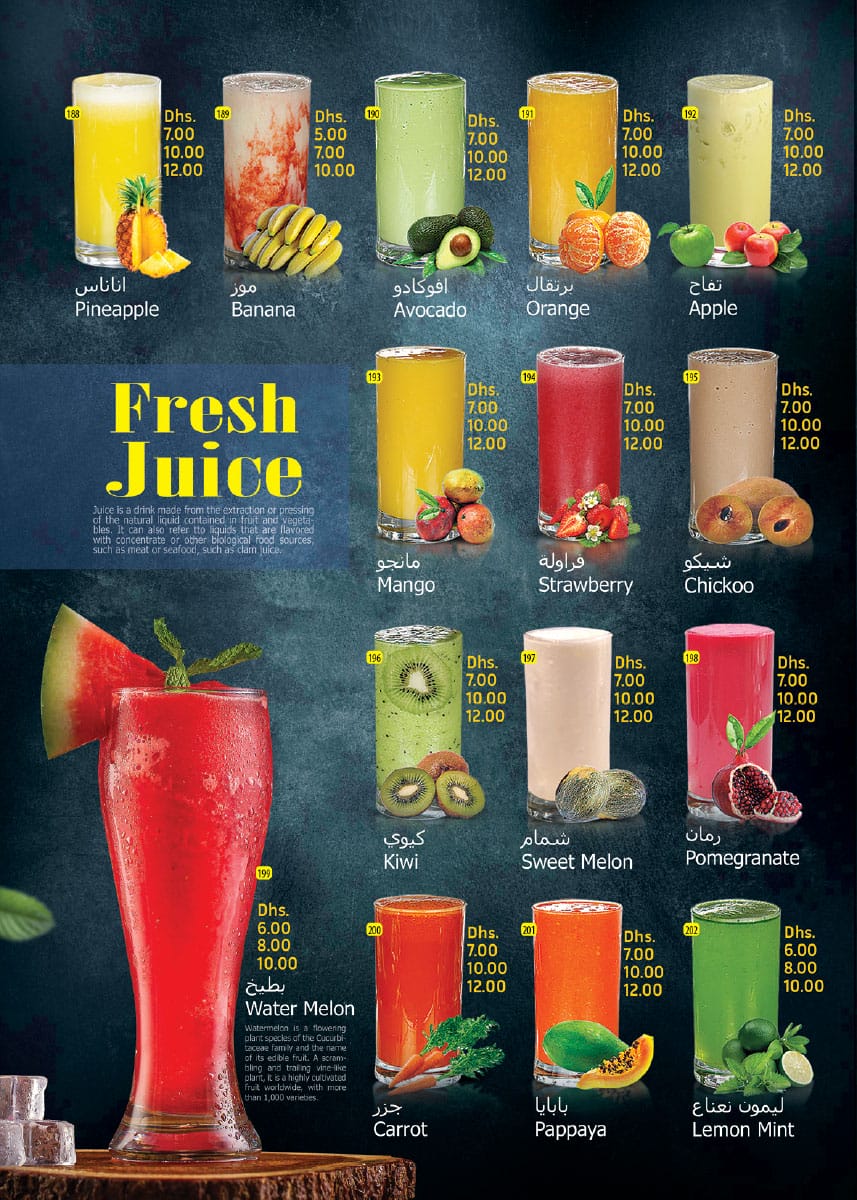 188
Dhs.
7.00
10.00
12.00
اناناس
Pineapple
189
Dhs.
5.00
7.00
10.00
موز
Banana
190
Dhs.
7.00
10.00
12.00
افوكادو
Avocado
191
Dhs.
7.00
10.00
12.00
برتقال
Orange
192
Dhs.
7.00
10.00
12.00
تفاح
Apple
Fresh
Juice
Juice is a drink made from the extraction or pressing
of the natural liquid contained in fruit and vegeta-
bles. It can also refer tto liquids that are flavored
with concentrate or other biological food sources,
such as meat or seafood, such as clam juice.
193
Dhs.
7.00
10.00
12.00
مانجو
Mango
194
Dhs.
7.00
10.00
12.00
فراولة
Strawberry
195
Dhs.
7.00
10.00
12.00
شيكو
Chickoo
196
Dhs.
7.00
10.00
12.00
كيوي
Kiwi
197
Dhs.
7.00
10.00
12.00
شمام
Sweet Melon
198
Dhs.
7.00
10.00
12.00
رمان
Pomegranate
199
Dhs.
6.00
8.00
10.00
بطيخ
Water Melon
Watermelon is a flowering
plant species of the Cucurbi-
taceae family and the name
of its edible fruit. A scram-
bling and trailing vine-like
plant, it is a highly cultivated
fruit worldwide, with more
than 1,000 varieties.
200
Dhs.
7.00
10.00
12.00
جزر
Carrot
201
Dhs.
7.00
10.00
12.00
بابايا
Pappaya
202
Dhs.
6.00
8.00
10.00
ليمون نعناع
Lemon Mint